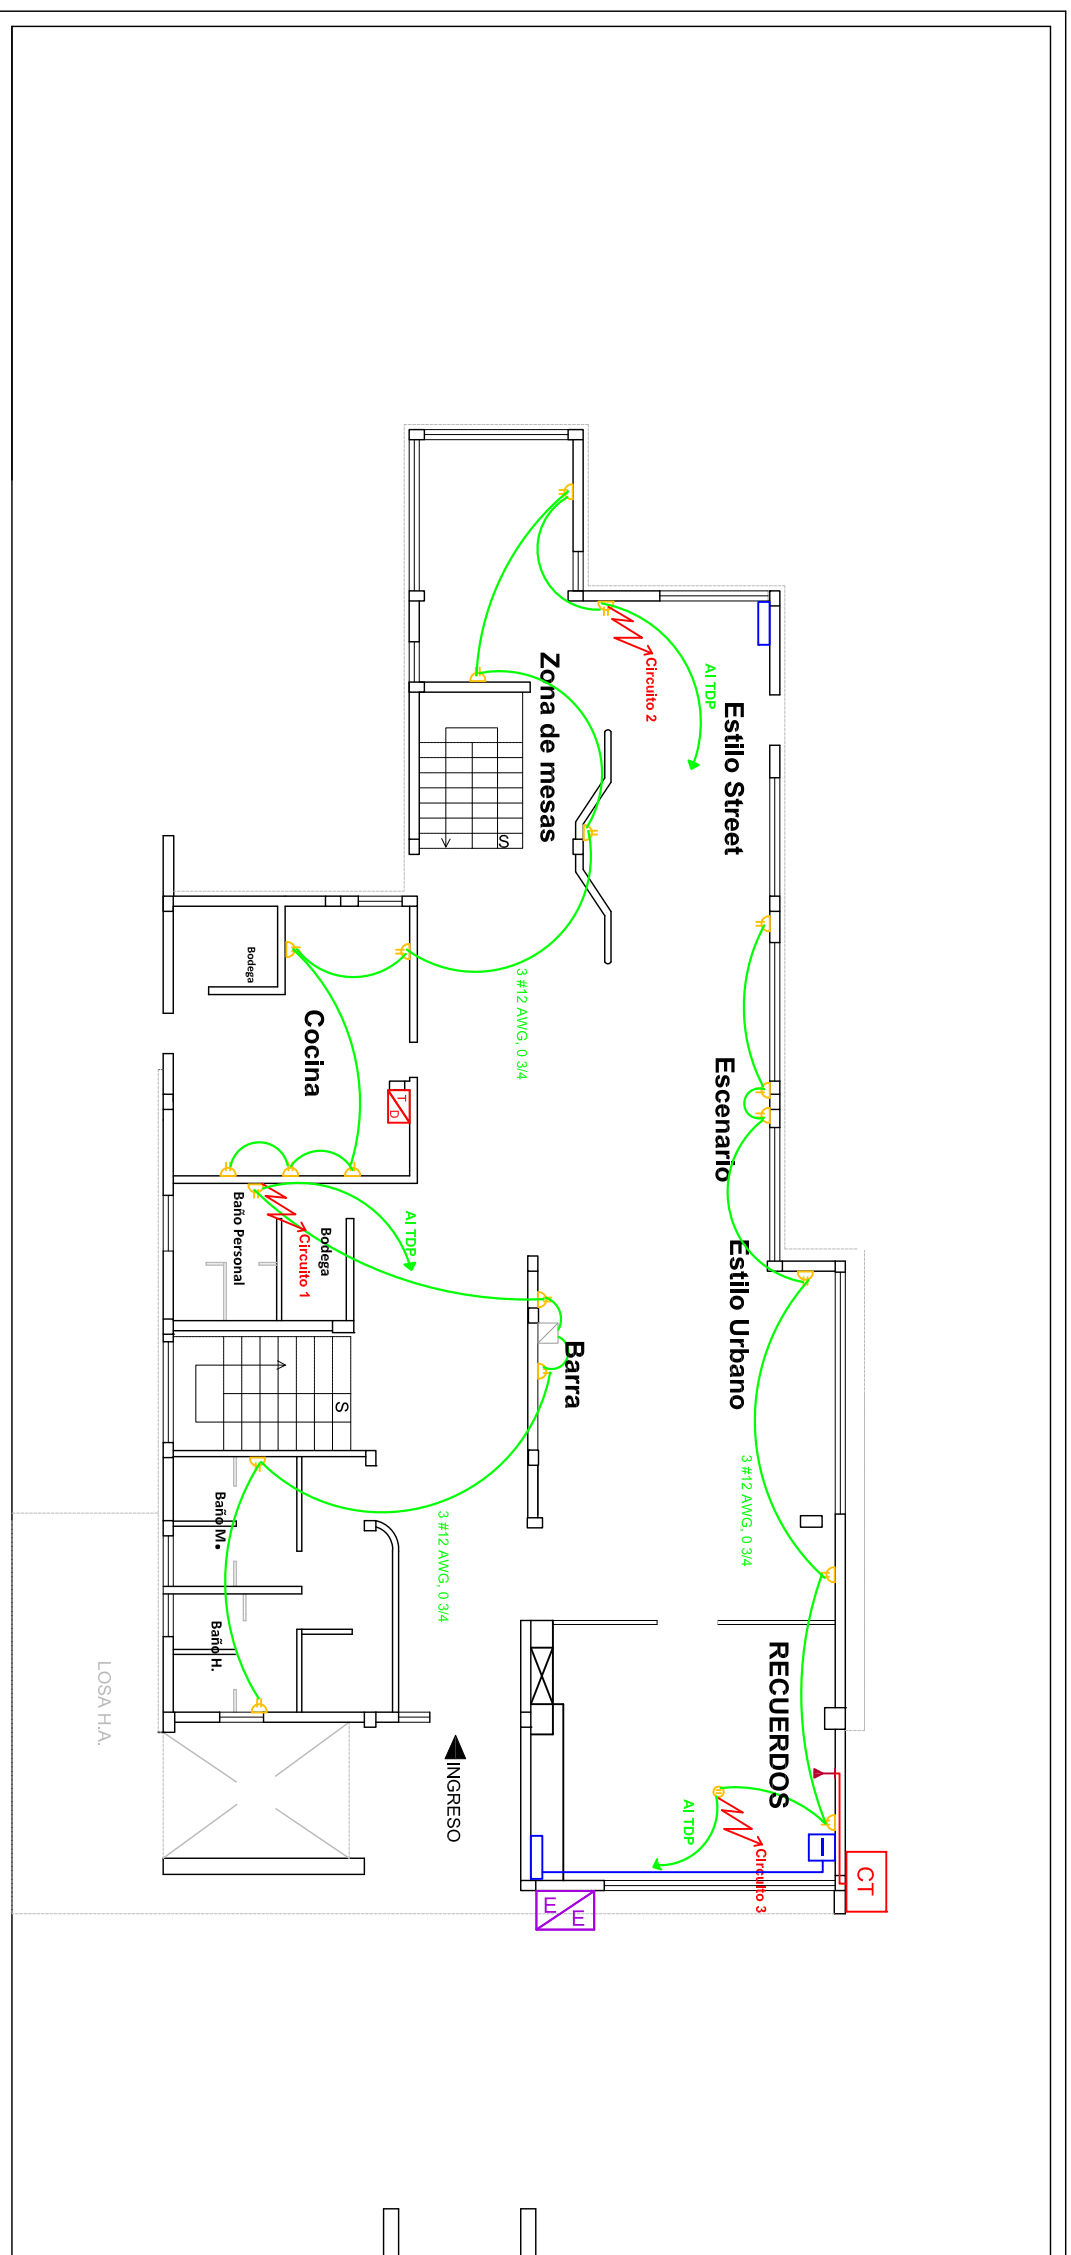 Zona de mesas
Circuito 2
Al TDP
Estilo Street
S
3 #12 AWG, 0 3/4
Bodega
Cocina
T
D
Escenario
Baño Personal
Bodega
Circuito 1
Al TDP
Estilo Urbano
Barra
S
3 #12 AWG, 0 3/4
3 #12 AWG, 0 3/4
Baño M.
Baño H.
LOSA H.A.
INGRESO
RECUERDOS
Al TDP
Circuito 3
CT
E
E